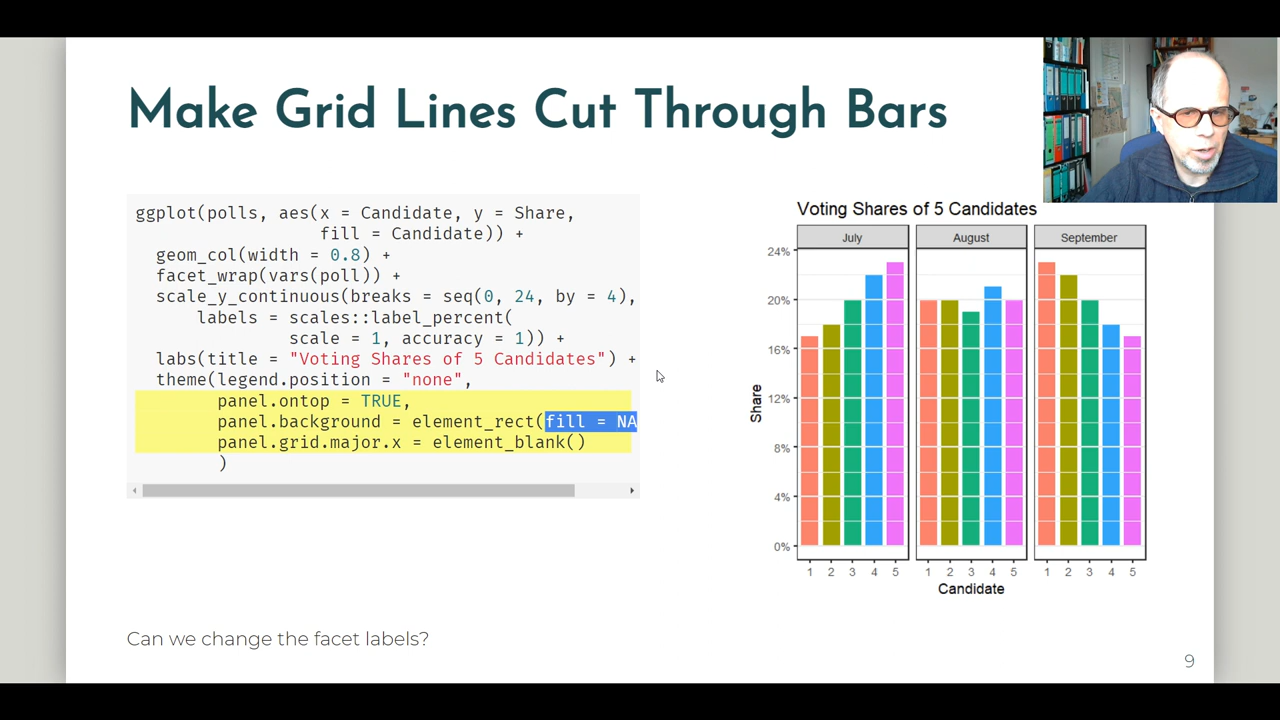 Make Grid Lines Cut Through Bars
ggplot(polls, aes(x = Candidate, y = Share,
fill = Candidate)) +
geom_col(width = 0.8) +
facet_wrap(vars(poll)) +
scale_y_continuous(breaks = seq(0, 24, by = 4),
labels = scales::label_percent(
scale = 1, accuracy = 1)) +
labs(title = "Voting Shares of 5 Candidates") +
theme(legend.position = "none",
panel.ontop = TRUE,
panel.background = element_rect(fill = NA
panel.grid.major.x = element_blank()
)
Voting Shares of 5 Candidates
July August September
24%
20%
16%
12%
8%
4%
0%
Share
1 2 3 4 5 1 2 3 4 5 1 2 3 4 5
Candidate
Can we change the facet labels?
9